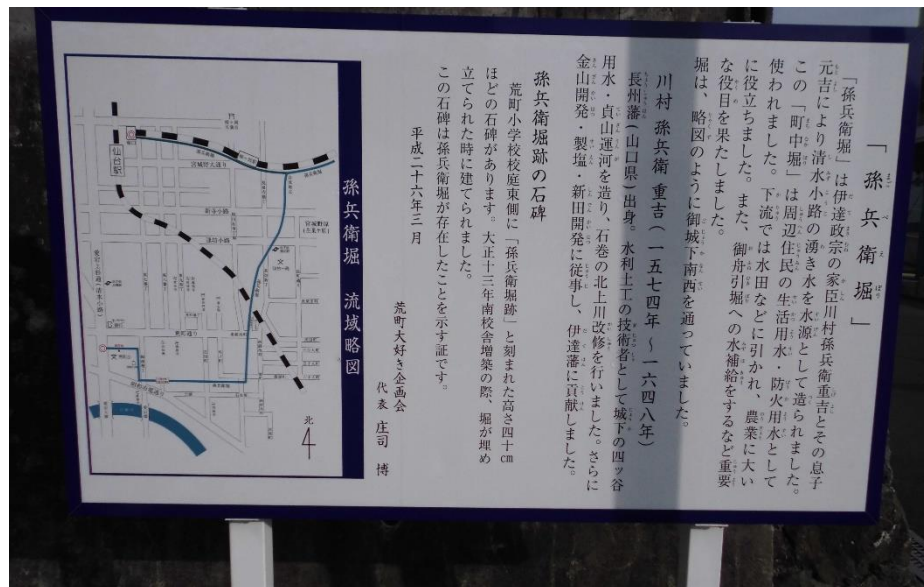 「孫兵衛堀」
「孫兵衛堀」は伊達政宗の家臣川村孫兵衛重吉とその息子
元吉により清水小路の湧き水を水源として造られました。
この「町中堀」は周辺住民の生活用水・防火用水として
使われました。下流では水田などに引かれ、農業に大い
に役立ちました。また、御舟引堀への水補給をするなど重要
な役目を果たしました。
堀は、略図のように御城下南西を通っていました。
川村 孫兵衛 重吉(一五七四年 ~ 一六四八年)
長州藩(山口県)出身。水利土工の技術者として城下の四ッ谷
用水・貞山運河を造り、石巻の北上川改修を行いました。さらに
金山開発・製塩・新田開発に従事し、伊達藩に貢献しました。
孫兵衛堀跡の石碑
荒町小学校校庭東側に「孫兵衛堀跡」と刻まれた高さ四十cm
ほどの石碑があります。大正十三年南校舎増築の際、堀が埋め
立てられた時に建てられました。
この石碑は孫兵衛堀が存在したことを示す証です。
平成二十六年三月
荒町大好き企画会
代表 庄司 博
孫兵衛堀 流域略図
仙台駅
新寺小路
荒町通り
北